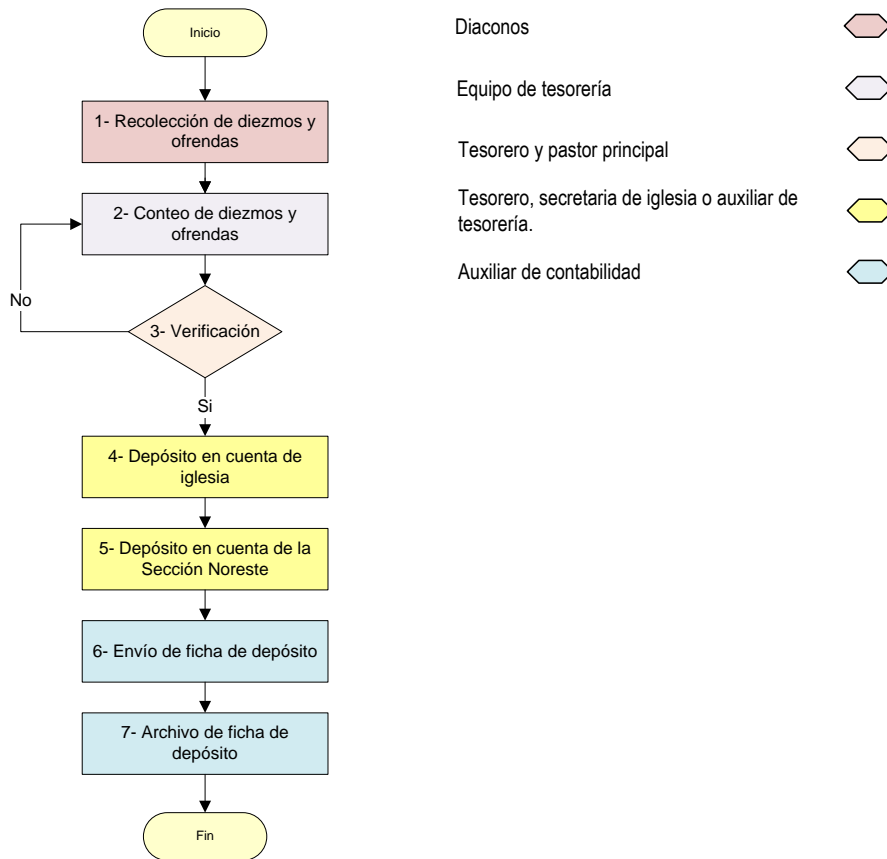 Inicio
1- Recolección de diezmos y
ofrendas
2- Conteo de diezmos y
ofrendas
No
3- Verificación
Si
4- Depósito en cuenta de
iglesia
5- Depósito en cuenta de la
Sección Noreste
6- Envío de ficha de depósito
7- Archivo de ficha de
depósito
Fin
Diaconos
Equipo de tesorería
Tesorero y pastor principal
Tesorero, secretaria de iglesia o auxiliar de
tesorería.
Auxiliar de contabilidad